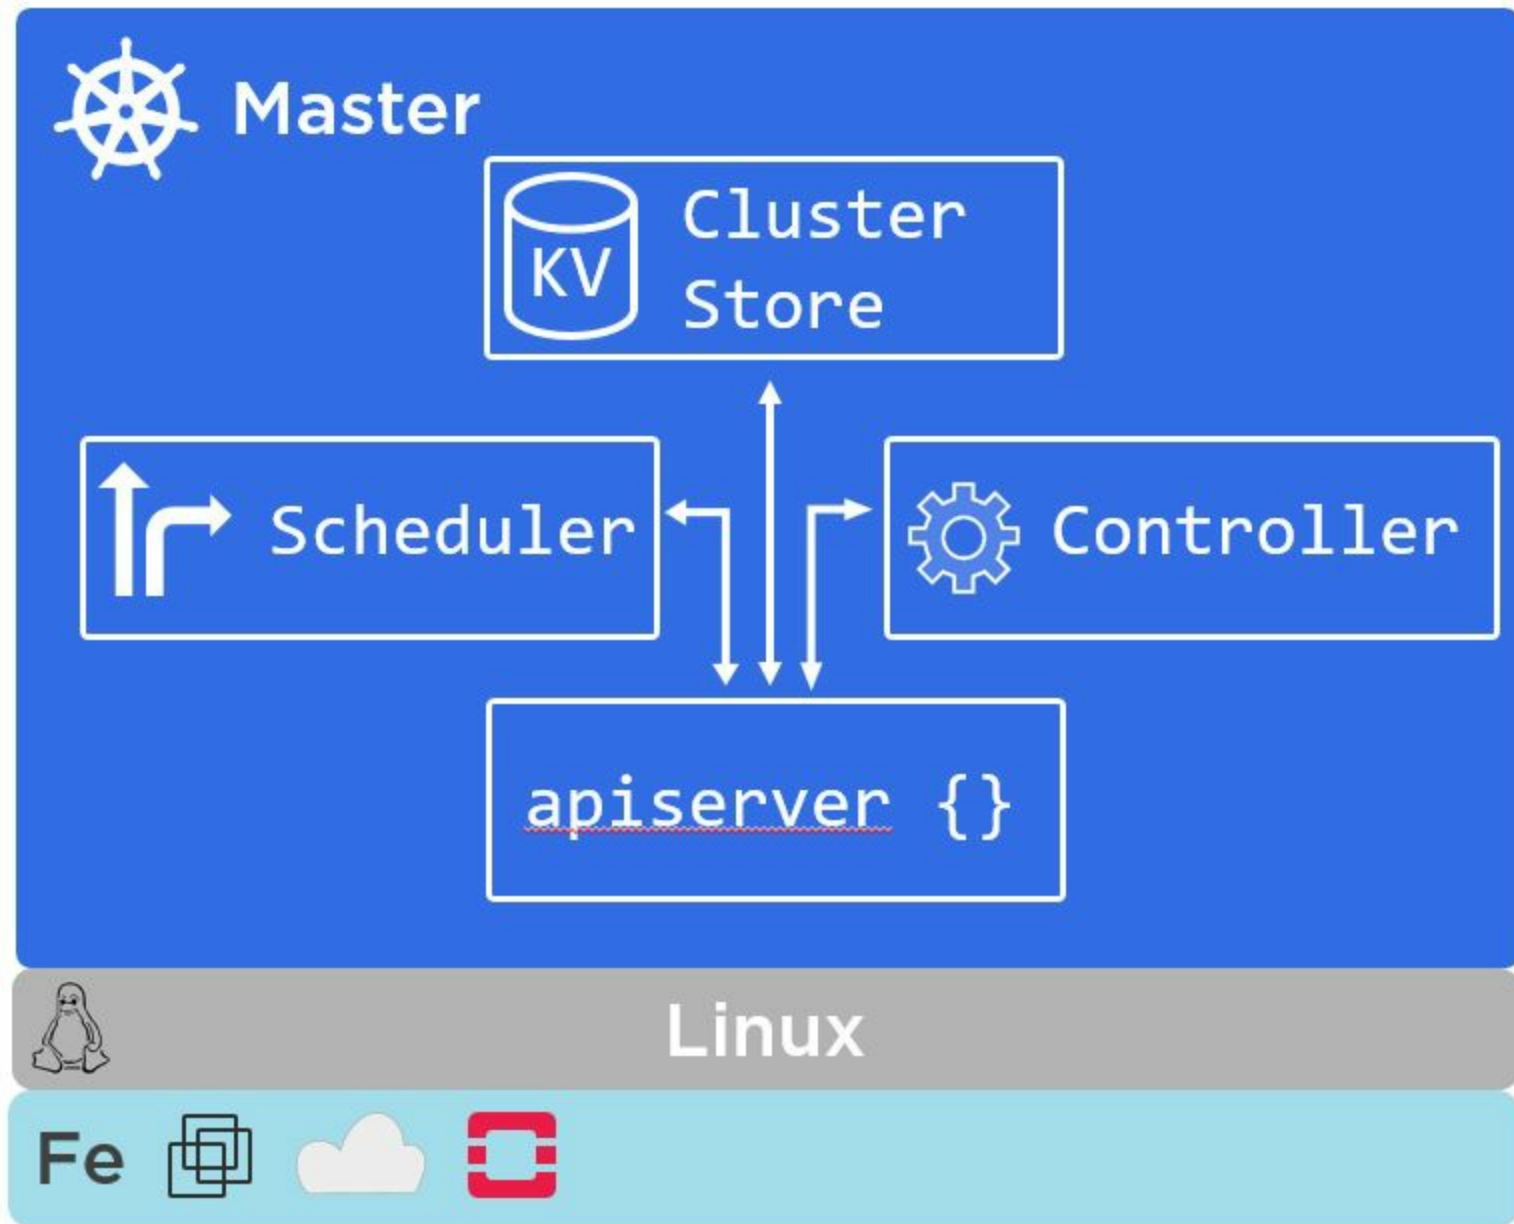 Master
KV
Cluster
Store
Scheduler
Controller
apiserver {}
Linux
Fe